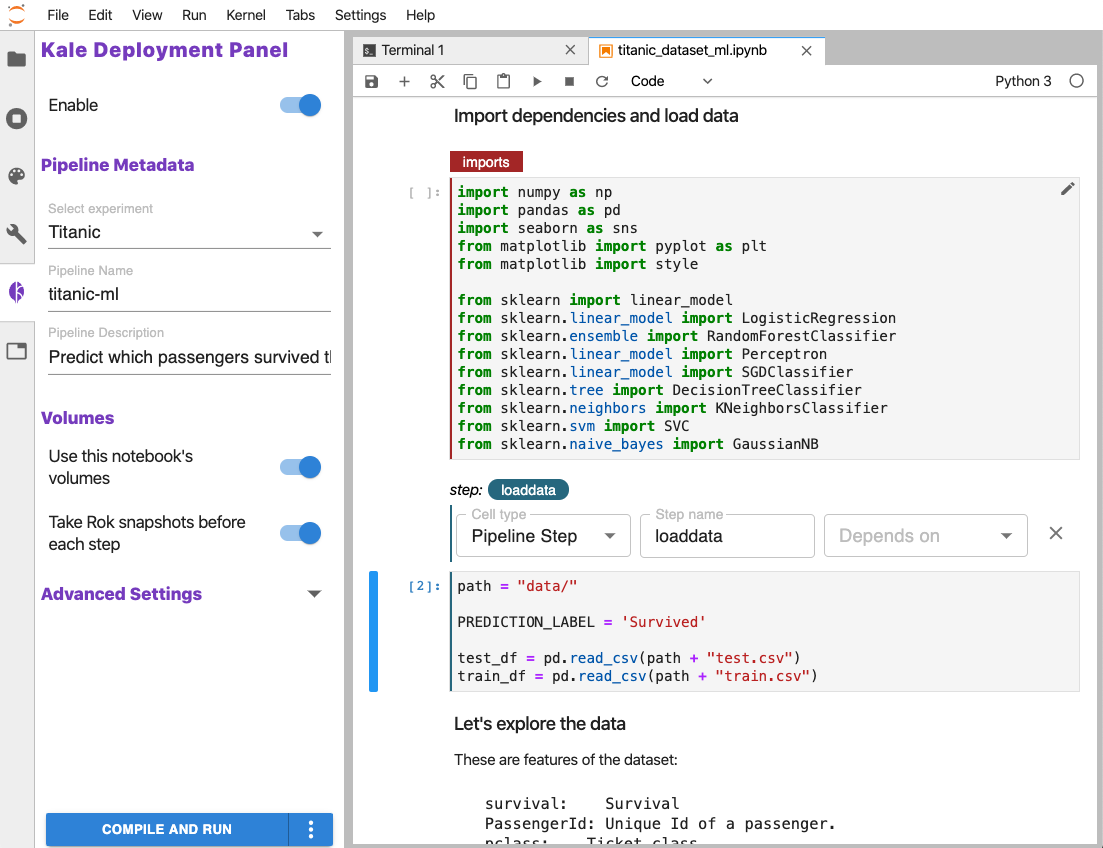 File Edit View Run Kernel Tabs Settings Help
Kale Deployment Panel
Enable
Pipeline Metadata
Select experiment
Titanic
Pipeline Name
titanic-ml
Pipeline Description
Predict which passengers survived t
Volumes
Use this notebook's
volumes
Take Rok snapshots before
each step
Advanced Settings
COMPILE AND RUN
Terminal 1
titanic_dataset_ml.ipynb
Code
Python 3
Import dependencies and load data
imports
[ ]:
import numpy as np
import pandas as pd
import seaborn as sns
from matplotlib import pyplot as plt
from matplotlib import style
from sklearn import linear_model
from sklearn.linear_model import LogisticRegression
from sklearn.ensemble import RandomForestClassifier
from sklearn.linear_model import Perceptron
from sklearn.linear_model import SGDClassifier
from sklearn.tree import DecisionTreeClassifier
from sklearn.neighbors import KNeighborsClassifier
from sklearn.svm import SVC
from sklearn.naive_bayes import GaussianNB
step: loaddata
Cell type
Pipeline Step
Step name
loaddata
Depends on
[2]:
path = "data/"
PREDICTION_LABEL = 'Survived'
test_df = pd.read_csv(path + "test.csv")
train_df = pd.read_csv(path + "train.csv")
Let's explore the data
These are features of the dataset:
survival: Survival
PassengerId: Unique Id of a passenger.
pclass: Ticket class